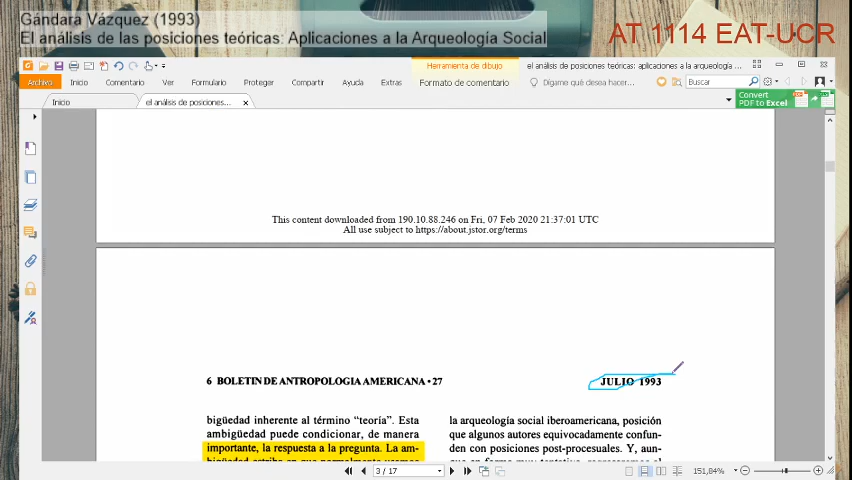 Gándara Vázquez (1993)
El análisis de las posiciones teóricas: Aplicaciones a la Arqueología Social
AT 1114 EAT-UCR
Herramienta de dibujo
el análisis de posiciones teóricas: aplicaciones a la arqueología ...
Archivo Inicio Comentario Ver Formulario Proteger Compartir Ayuda Extras Formato de comentario Dígame qué desea hacer... Buscar
Inicio
el análisis de posiciones... ×
Convert
PDF to Excel
This content downloaded from 190.10.88.246 on Fri, 07 Feb 2020 21:37:01 UTC
All use subject to https://about.jstor.org/terms
6 BOLETIN DE ANTROPOLOGIA AMERICANA • 27
JULIO 1993
bigüedad inherente al término “teoría”. Esta
ambigüedad puede condicionar, de manera
importante, la respuesta a la pregunta. La am-
la arqueología social iberoamericana, posición
que algunos autores equivocadamente confun-
den con posiciones post-procesuales. Y, aun-
3 / 17
151,84%